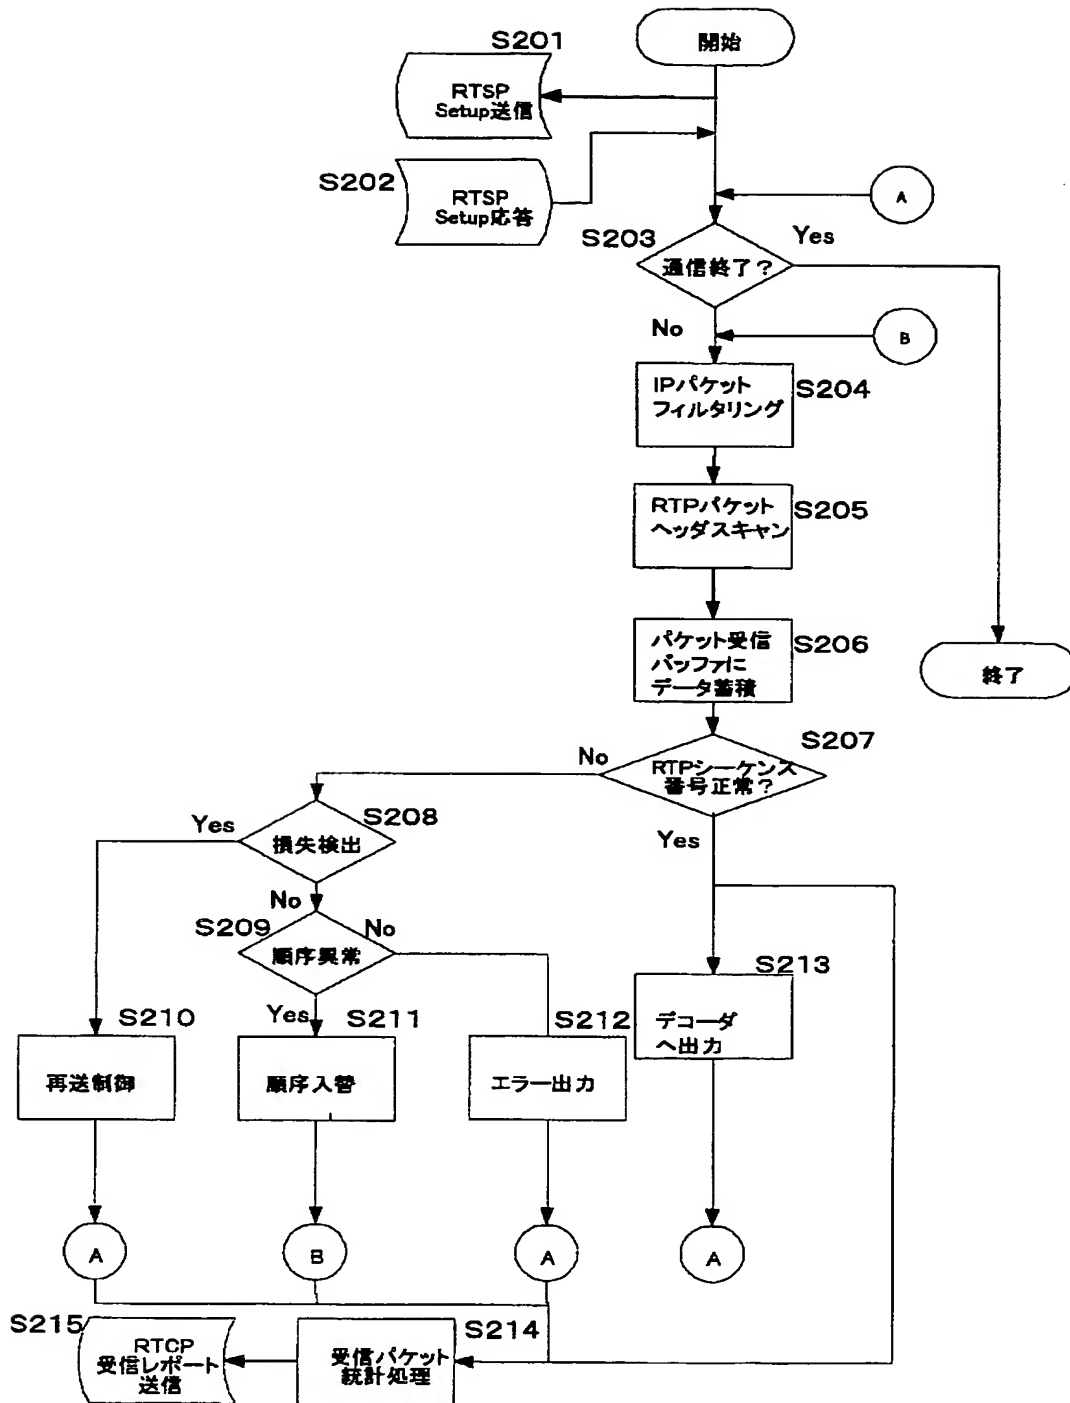 開始
S201
RTSP
Setup送信
S202
RTSP
Setup応答
A
S203
通信終了？
Yes
No
B
IPパケット
フィルタリング
S204
RTPパケット
ヘッダスキャン
S205
パケット受信
バッファに
データ蓄積
S206
終了
S207
RTPシーケンス
番号正常？
No
Yes
S208
損失検出
Yes
No
S209
順序異常
No
Yes
S210
再送制御
S211
順序入替
S212
エラー出力
S213
デコーダ
へ出力
A
B
A
A
S215
RTCP
受信レポート
送信
S214
受信パケット
統計処理